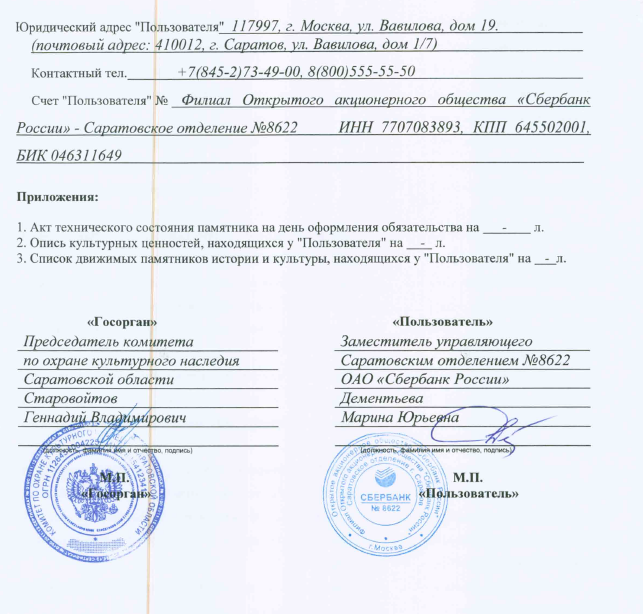 Юридический адрес "Пользователя" 117997, г. Москва, ул. Вавилова, дом 19.
(почтовый адрес: 410012, г. Саратов, ул. Вавилова, дом 1/7)
Контактный тел. +7(845-2)73-49-00, 8(800)555-55-50
Счет "Пользователя" № Филиал Открытого акционерного общества «Сбербанк
России» - Саратовское отделение №8622 ИНН 7707083893, КПП 645502001,
БИК 046311649
Приложения:
1. Акт технического состояния памятника на день оформления обязательства на ___-___ л.
2. Опись культурных ценностей, находящихся у "Пользователя" на _-_ л.
3. Список движимых памятников истории и культуры, находящихся у "Пользователя" на _-_ л.
«Госорган»
Председатель комитета
по охране культурного наследия
Саратовской области
Старовойтов
Геннадий Владимирович
(должность, фамилия имя и отчество, подпись)
М.П.
«Госорган»
«Пользователь»
Заместитель управляющего
Саратовским отделением №8622
ОАО «Сбербанк России»
Дементьева
Марина Юрьевна
(должность, фамилия имя и отчество, подпись)
М.П.
«Пользователь»
СБЕРБАНК
№ 8622
г.Москва